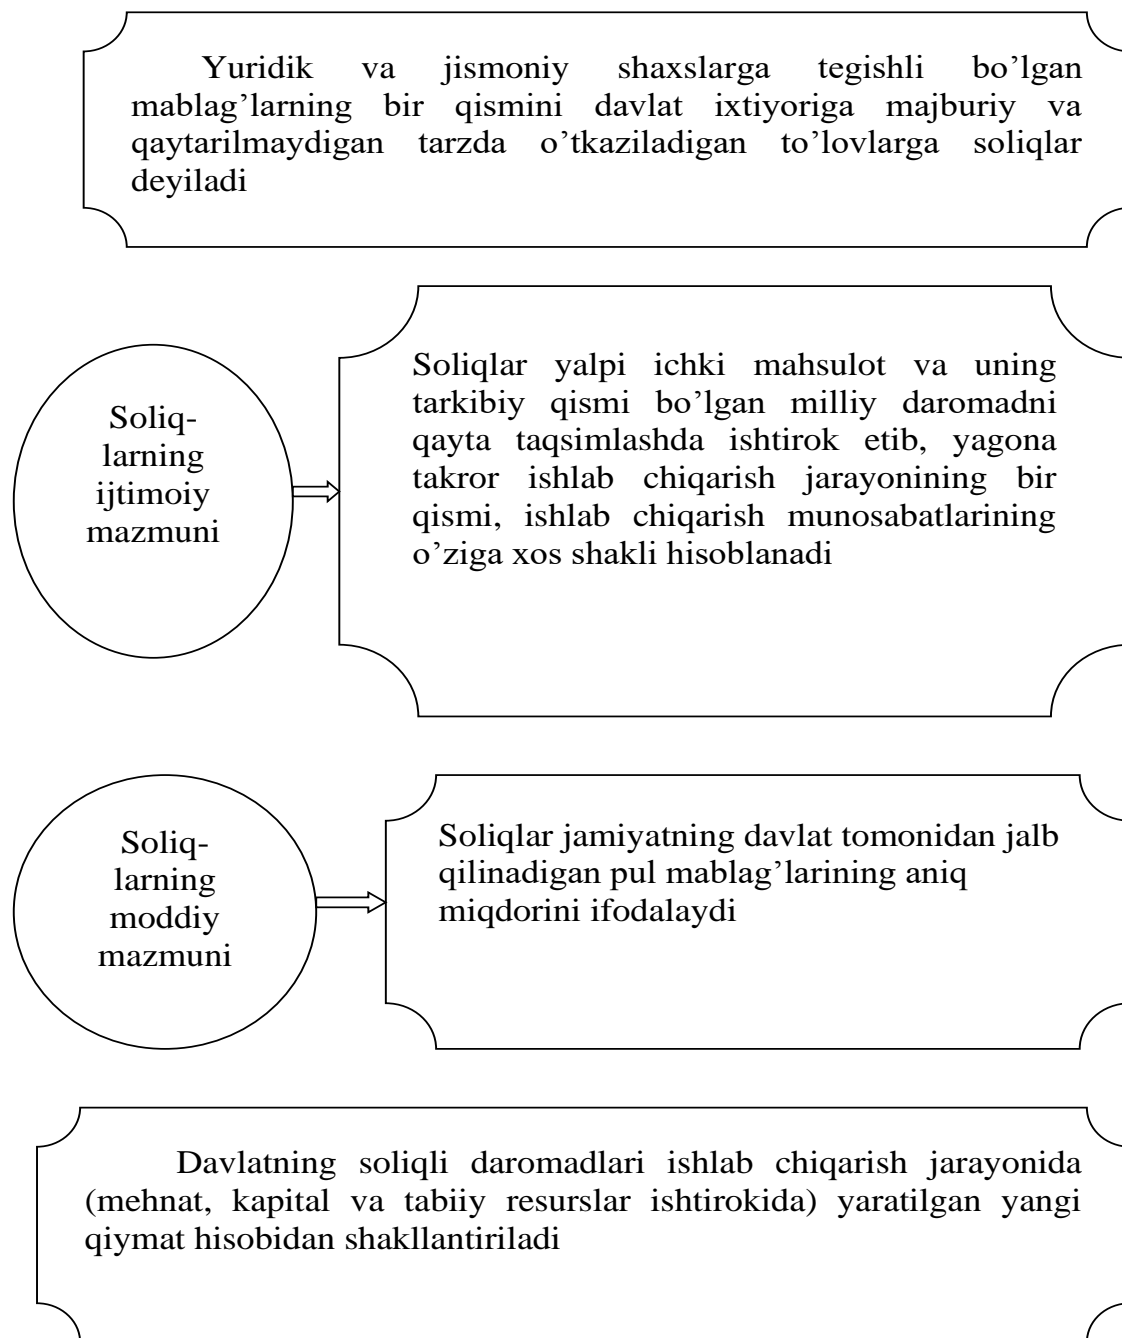 Yuridik va jismoniy shaxslarga tegishli bo’lgan
mablag’larning bir qismini davlat ixtiyoriga majburiy va
qaytarilmaydigan tarzda o’tkaziladigan to’lovlarga soliqlar
deyiladi
Soliq-
larning
ijtimoiy
mazmuni
Soliqlar yalpi ichki mahsulot va uning
tarkibiy qismi bo’lgan milliy daromadni
qayta taqsimlashda ishtirok etib, yagona
takror ishlab chiqarish jarayonining bir
qismi, ishlab chiqarish munosabatlarining
o’ziga xos shakli hisoblanadi
Soliq-
larning
moddiy
mazmuni
Soliqlar jamiyatning davlat tomonidan jalb
qilinadigan pul mablag’larining aniq
miqdorini ifodalaydi
Davlatning soliqli daromadlari ishlab chiqarish jarayonida
(mehnat, kapital va tabiiy resurslar ishtirokida) yaratilgan yangi
qiymat hisobidan shakllantiriladi